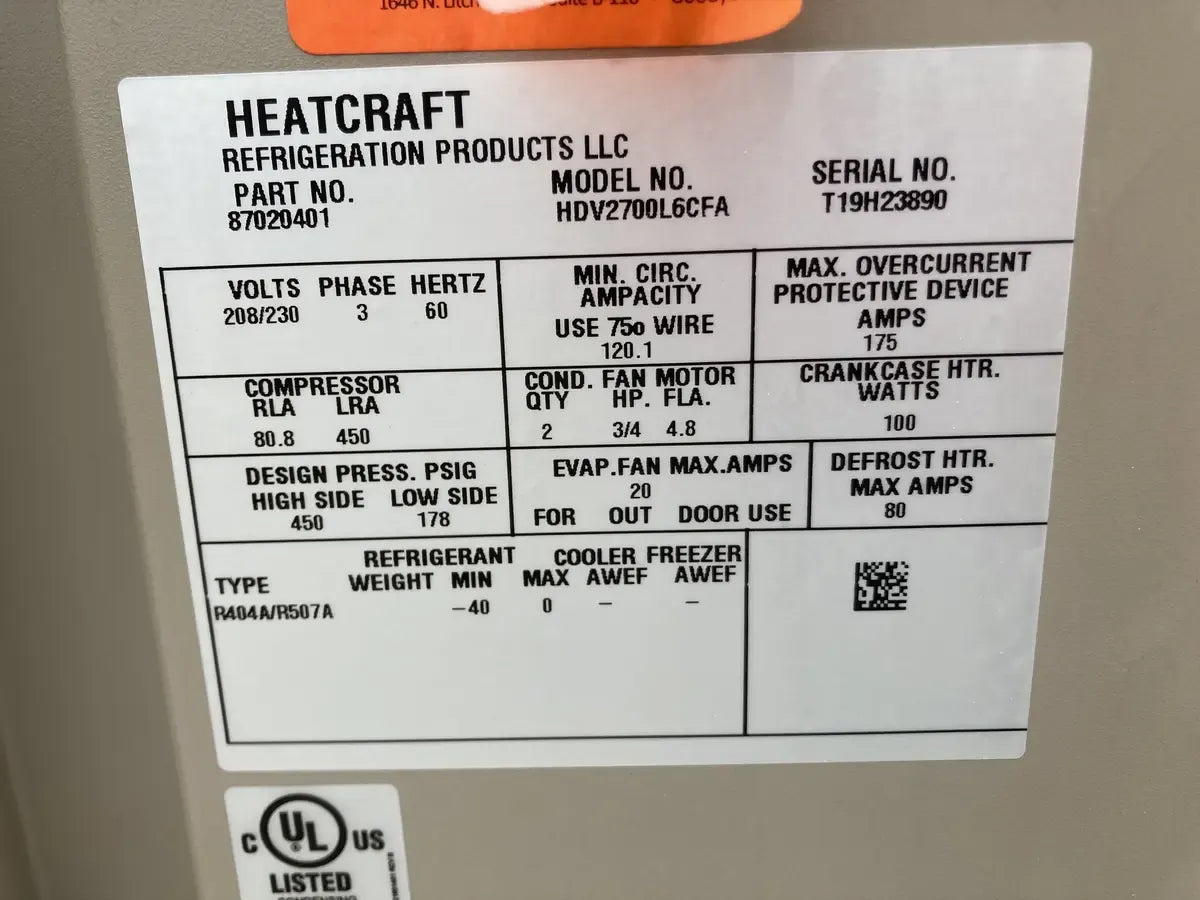 1646 N.
HEATCRAFT
REFRIGERATION PRODUCTS LLC
PART NO. MODEL NO. SERIAL NO.
87020401 HDV2700L6CFA T19H23890
VOLTS PHASE HERTZ
208/230 3 60
MIN. CIRC.
AMPACITY
USE 75o WIRE
120.1
MAX. OVERCURRENT
PROTECTIVE DEVICE
AMPS
175
COMPRESSOR
RLA LRA
80.8 450
COND. FAN MOTOR
QTY HP. FLA.
2 3/4 4.8
CRANKCASE HTR.
WATTS
100
DESIGN PRESS. PSIG
HIGH SIDE LOW SIDE
450 178
EVAP.FAN MAX.AMPS
20
FOR OUT DOOR USE
DEFROST HTR.
MAX AMPS
80
REFRIGERANT COOLER FREEZER
TYPE WEIGHT MIN MAX AWEF AWEF
R404A/R507A -40 0 - -
C UL US
LISTED